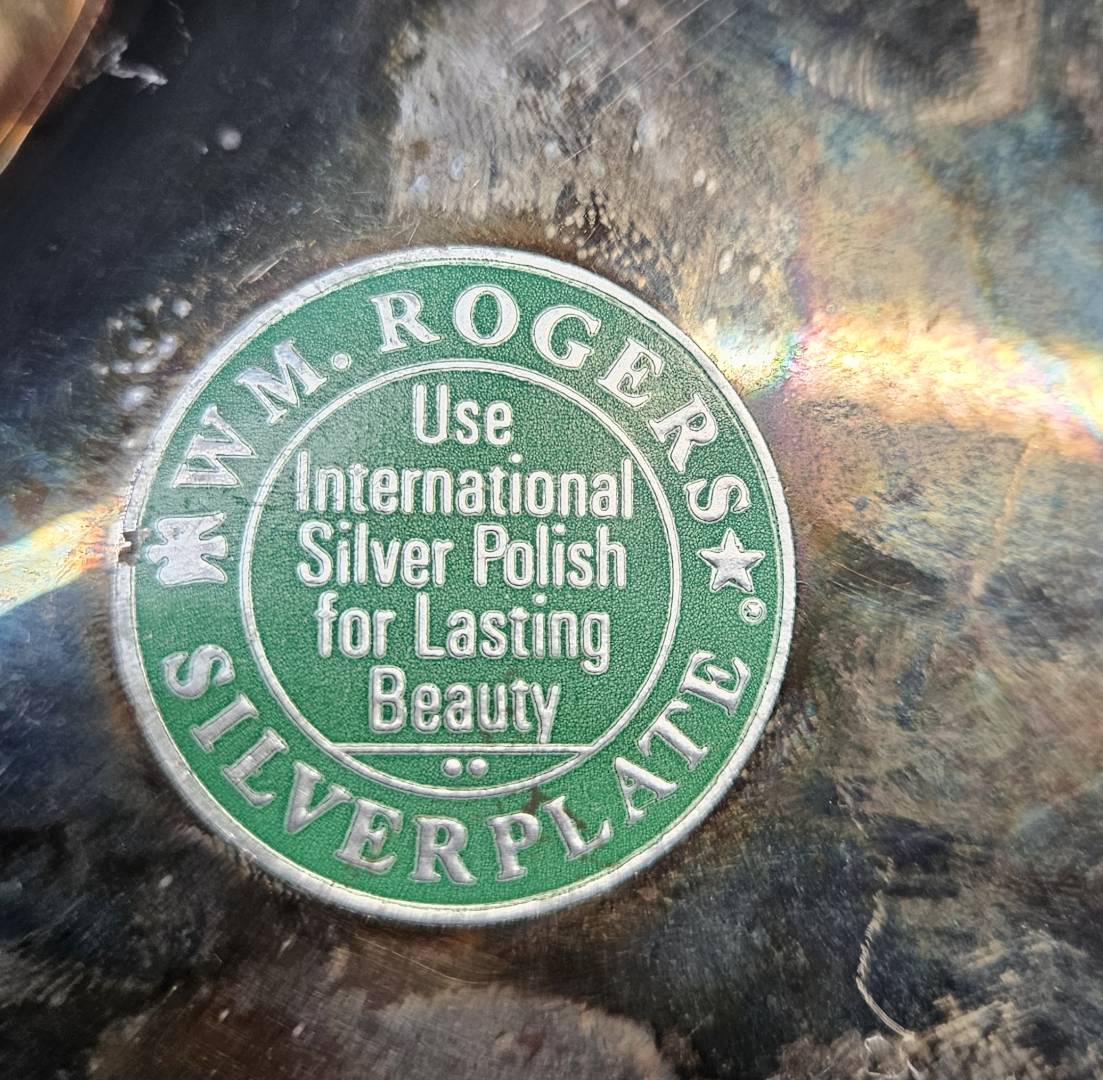 WM. ROGERS ★ ®
Use
International
Silver Polish
for Lasting
Beauty
SILVERPLATE